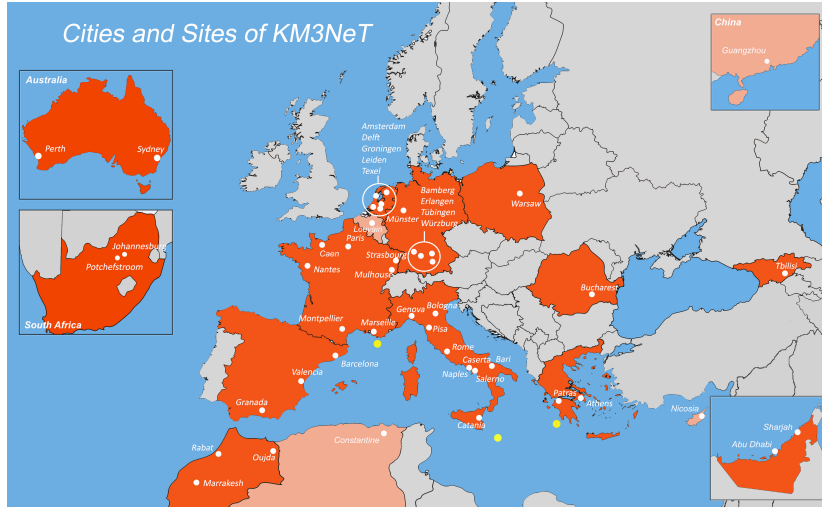 Cities and Sites of KM3NeT
China
Guangzhou
Australia
Perth
Sydney
Amsterdam
Delft
Groningen
Leiden
Texel
Bamberg
Erlangen
Tübingen
Würzburg
Münster
Warsaw
Louvain
Paris
Caen
Strasbourg
Nantes
Mulhouse
Johannesburg
Potchefstroom
South Africa
Tbilisi
Bucharest
Genova
Bologna
Montpellier
Marseille
Pisa
Rome
Barcelona
Caserta
Bari
Valencia
Naples
Salerno
Granada
Patras
Athens
Catania
Nicosia
Rabat
Oujda
Constantine
Marrakesh
Sharjah
Abu Dhabi